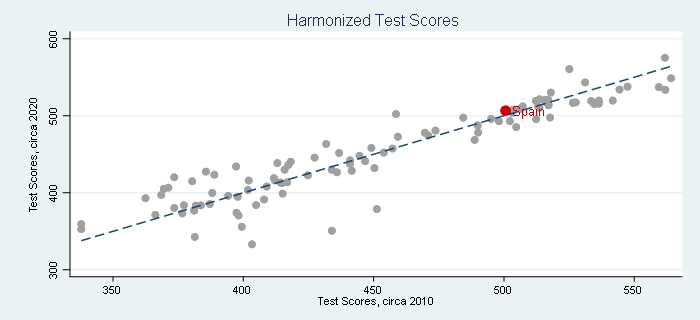 Harmonized Test Scores
Test Scores, circa 2020
600
500
400
300
Spain
350
400
450
500
550
Test Scores, circa 2010